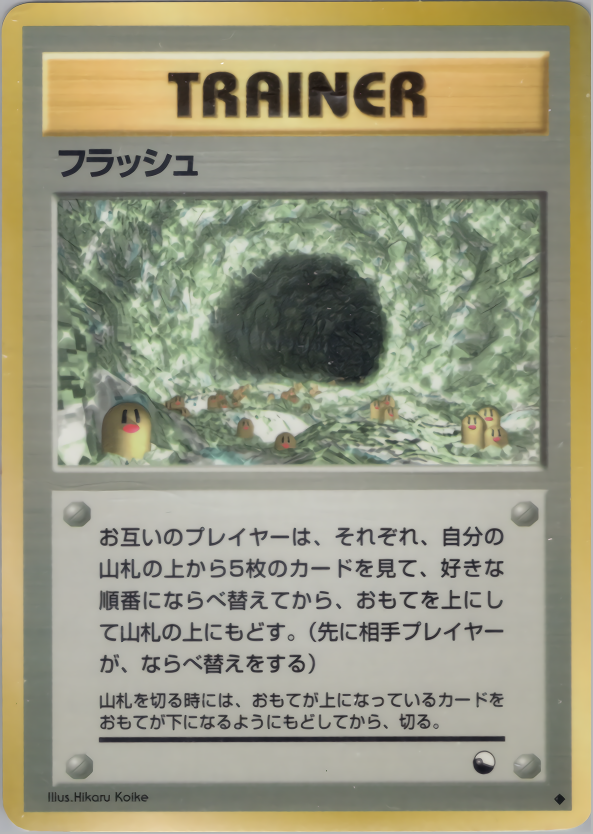 TRAINER
フラッシュ
お互いのプレイヤーは、それぞれ、自分の
山札の上から5枚のカードを見て、好きな
順番にならべ替えてから、おもてを上にし
て山札の上にもどす。（先に相手プレイヤー
が、ならべ替えをする）
山札を切る時には、おもてが上になっているカードを
おもてが下になるようにもどしてから、切る。
Illus.Hikaru Koike